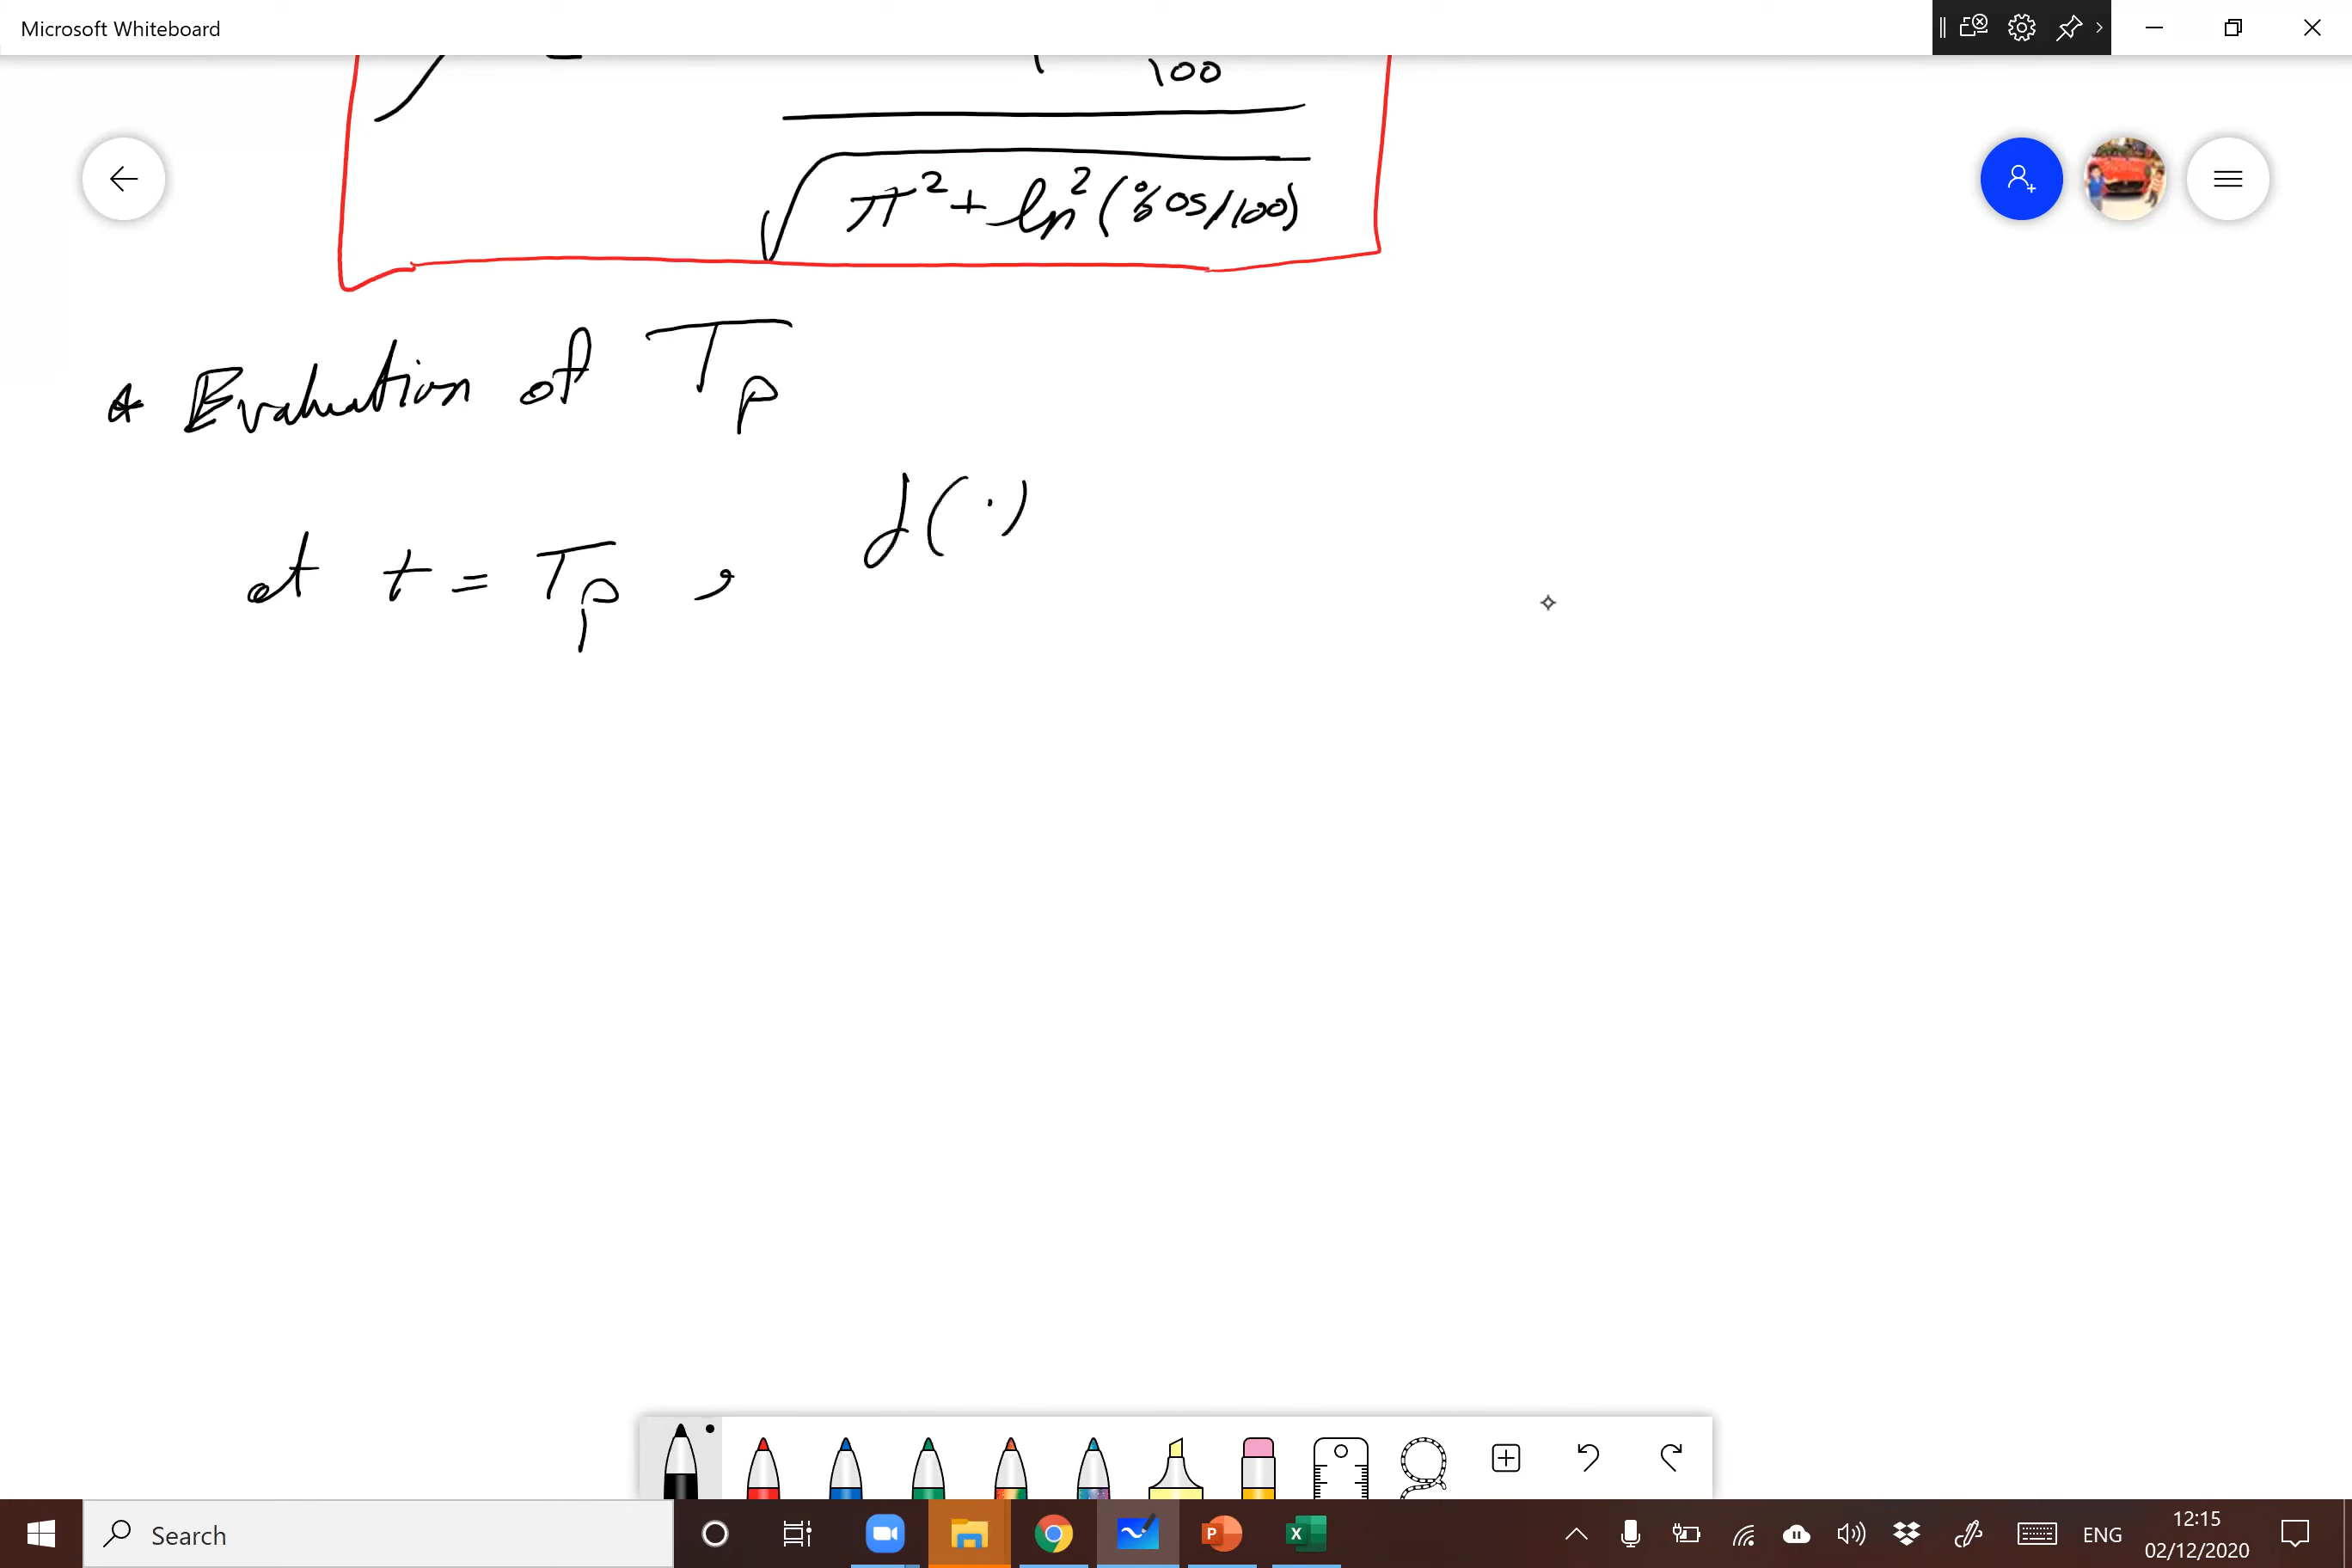 Microsoft Whiteboard
100
π² + ln² (% OS/100)
* Evaluation of Tp
at t = Tp , d(·)
Search
ENG
12:15
02/12/2020